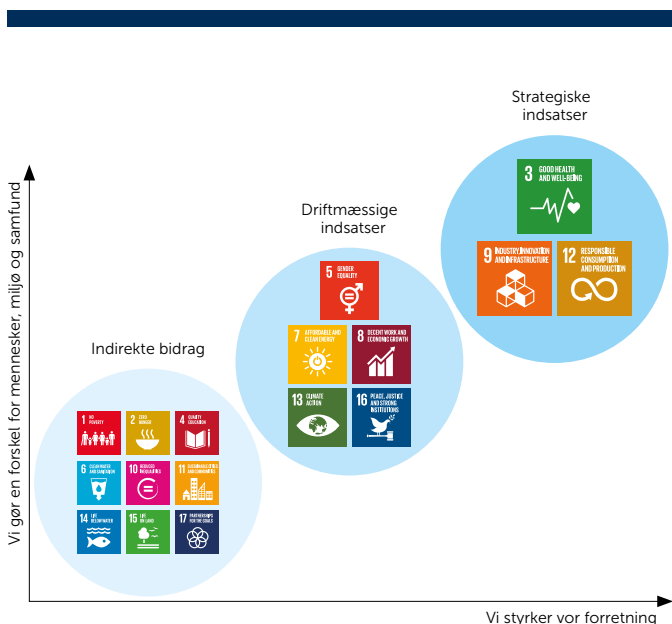 Strategiske
indsatser
3 GOOD HEALTH
AND WELL-BEING
9 INDUSTRY, INNOVATION
AND INFRASTRUCTURE
12 RESPONSIBLE
CONSUMPTION
AND PRODUCTION
Driftmæssige
indsatser
5 GENDER
EQUALITY
7 AFFORDABLE AND
CLEAN ENERGY
8 DECENT WORK AND
ECONOMIC GROWTH
13 CLIMATE
ACTION
16 PEACE, JUSTICE
AND STRONG
INSTITUTIONS
Indirekte bidrag
1 NO
POVERTY
2 ZERO
HUNGER
4 QUALITY
EDUCATION
6 CLEAN WATER
AND SANITATION
10 REDUCED
INEQUALITIES
11 SUSTAINABLE CITIES
AND COMMUNITIES
14 LIFE
BELOW WATER
15 LIFE
ON LAND
17 PARTNERSHIPS
FOR THE GOALS
Vi gør en forskel for mennesker, miljø og samfund
Vi styrker vor forretning